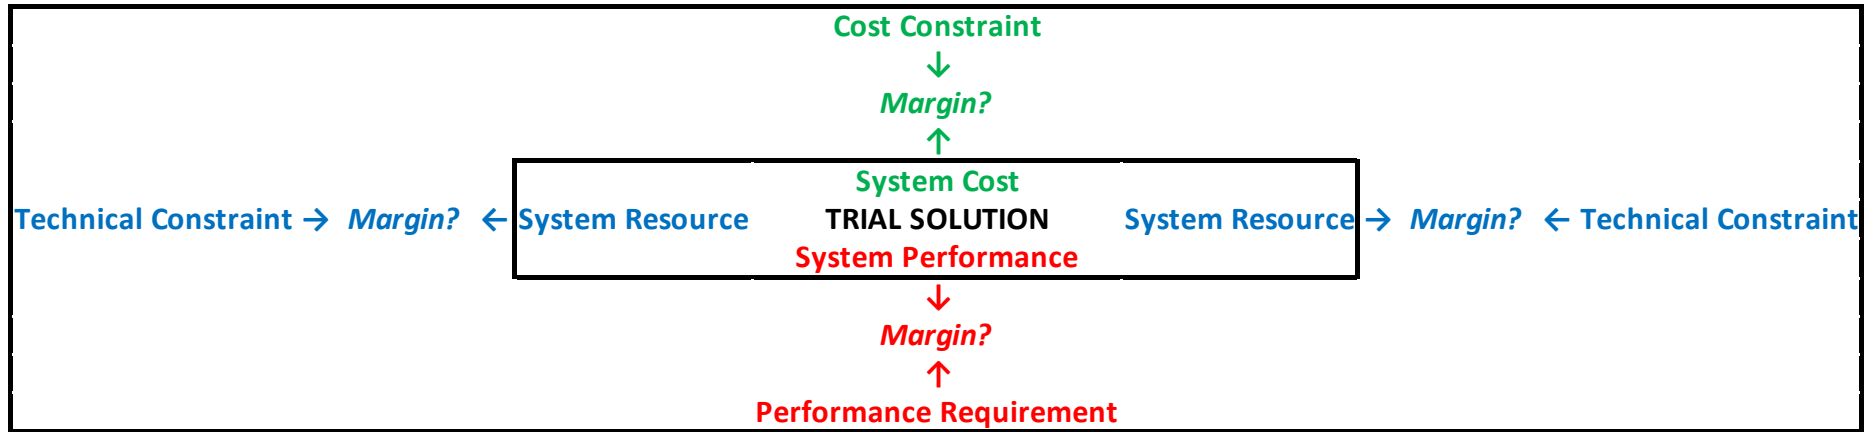 Cost Constraint
↓
Margin?
↑
System Cost
Technical Constraint → Margin? ← System Resource TRIAL SOLUTION System Resource → Margin? ← Technical Constraint
System Performance
↓
Margin?
↑
Performance Requirement